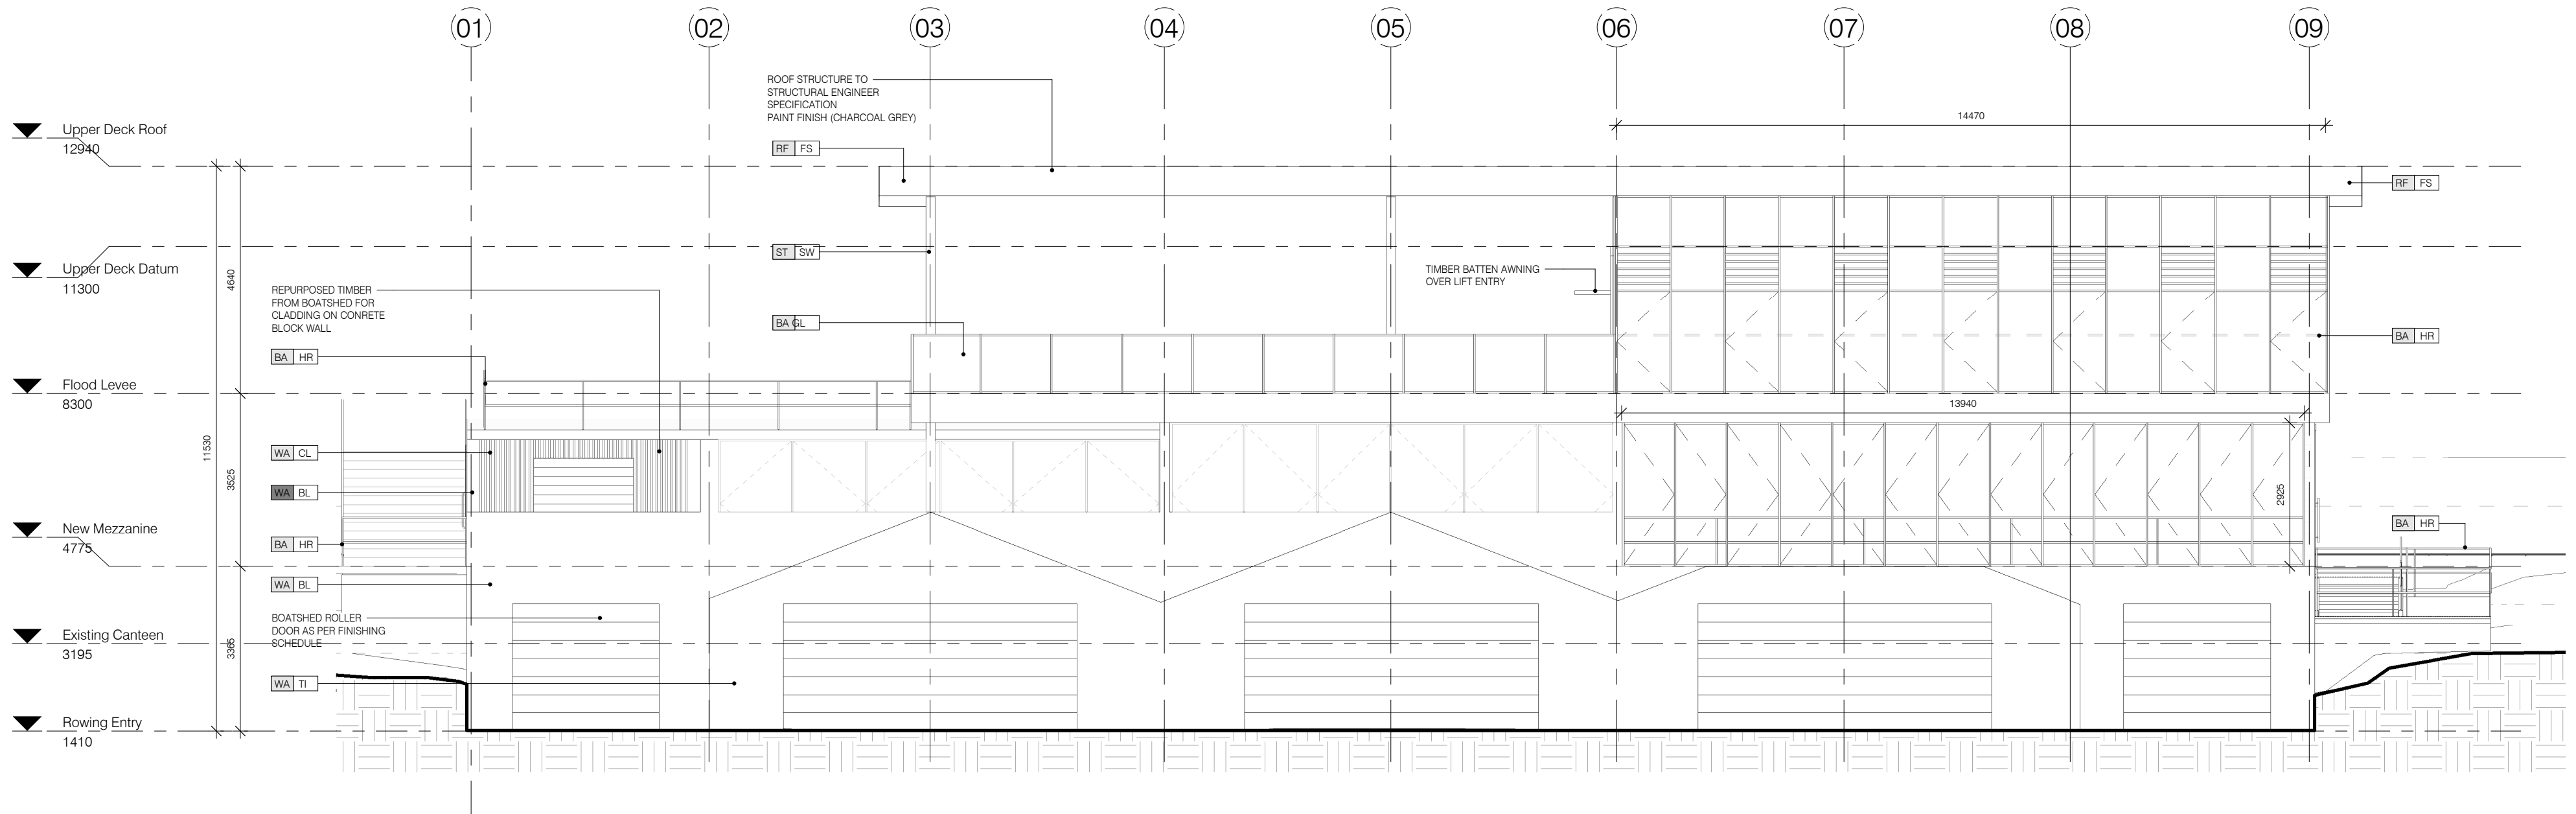 (01) (02) (03) (04) (05) (06) (07) (08) (09)
ROOF STRUCTURE TO
STRUCTURAL ENGINEER
SPECIFICATION
PAINT FINISH (CHARCOAL GREY)
14470
Upper Deck Roof
12940
RF FS
RF FS
ST SW
Upper Deck Datum
11300
4640
TIMBER BATTEN AWNING
OVER LIFT ENTRY
REPURPOSED TIMBER
FROM BOATSHED FOR
CLADDING ON CONRETE
BLOCK WALL
BA GL
BA HR
BA HR
Flood Levee
8300
13940
11530
3525
WA CL
WA BL
2925
New Mezzanine
4775
BA HR
BA HR
WA BL
BOATSHED ROLLER
DOOR AS PER FINISHING
SCHEDULE
Existing Canteen
3195
3365
WA TI
Rowing Entry
1410